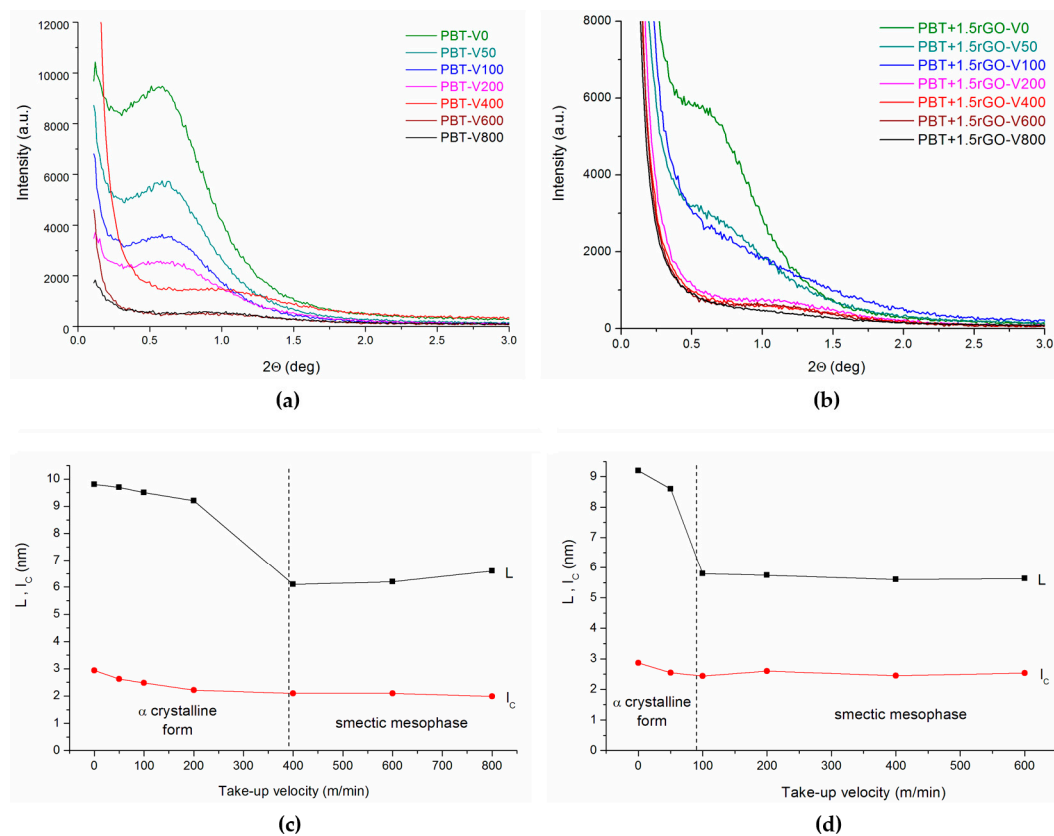 12000
10000
8000
6000
4000
2000
0
Intensity (a.u.)
PBT-V0
PBT-V50
PBT-V100
PBT-V200
PBT-V400
PBT-V600
PBT-V800
0.0 0.5 1.0 1.5 2.0 2.5 3.0
2Θ (deg)
(a)
8000
6000
4000
2000
0
Intensity (a.u.)
PBT+1.5rGO-V0
PBT+1.5rGO-V50
PBT+1.5rGO-V100
PBT+1.5rGO-V200
PBT+1.5rGO-V400
PBT+1.5rGO-V600
PBT+1.5rGO-V800
0.0 0.5 1.0 1.5 2.0 2.5 3.0
2Θ (deg)
(b)
10
9
8
7
6
5
4
3
2
1
0
L , lC (nm)
L
lC
α crystalline
form
smectic mesophase
0 100 200 300 400 500 600 700 800
Take-up velocity (m/min)
(c)
9
8
7
6
5
4
3
2
1
0
L , lC (nm)
L
lC
α crystalline
form
smectic mesophase
0 100 200 300 400 500 600
Take-up velocity (m/min)
(d)